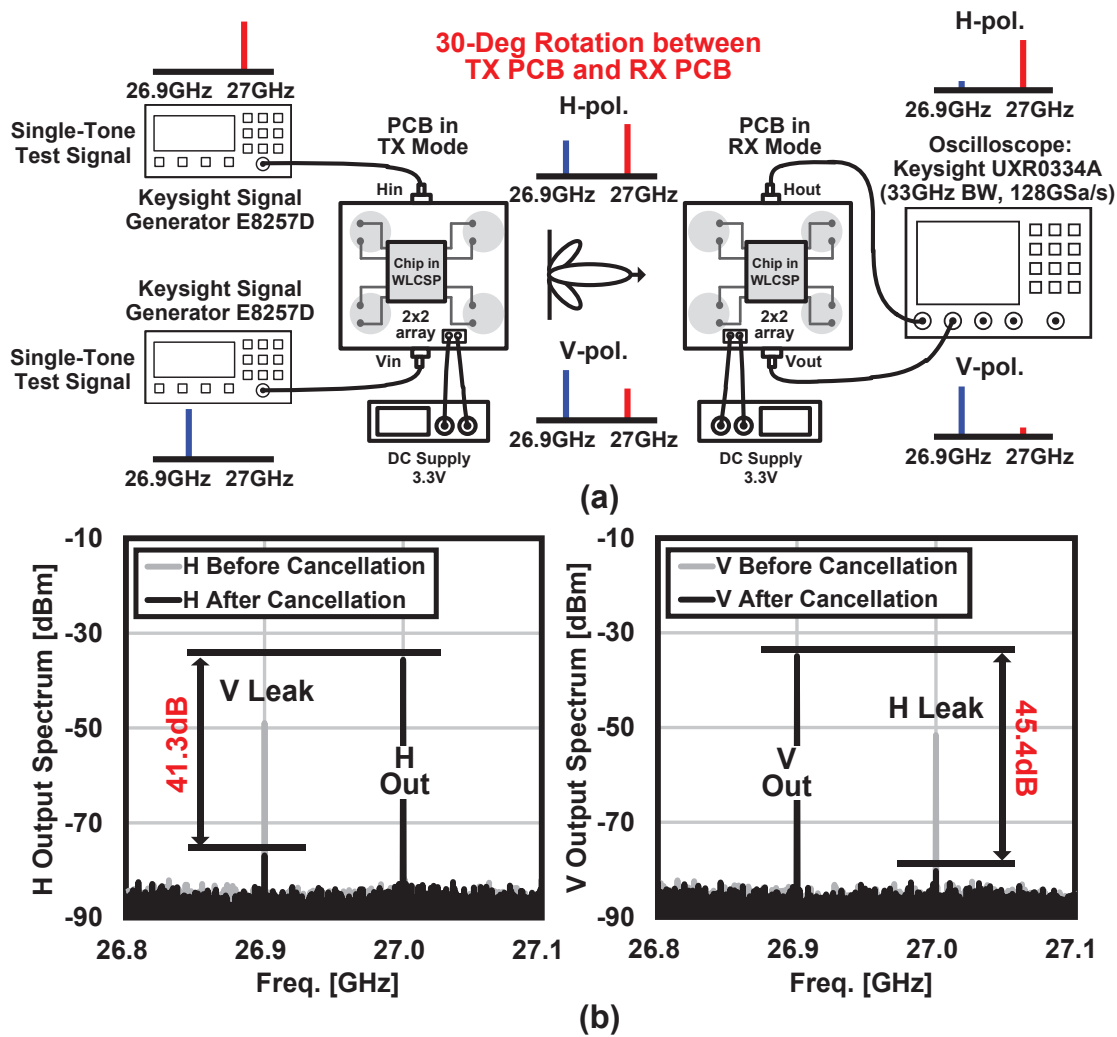 30-Deg Rotation between
TX PCB and RX PCB
26.9GHz 27GHz
Single-Tone
Test Signal
Keysight Signal
Generator E8257D
PCB in
TX Mode
Hin
Chip in
WLCSP
2x2
array
Vin
Keysight Signal
Generator E8257D
Single-Tone
Test Signal
26.9GHz 27GHz
DC Supply
3.3V
H-pol.
26.9GHz 27GHz
V-pol.
26.9GHz 27GHz
PCB in
RX Mode
Hout
Chip in
WLCSP
2x2
array
Vout
DC Supply
3.3V
H-pol.
26.9GHz 27GHz
Oscilloscope:
Keysight UXR0334A
(33GHz BW, 128GSa/s)
V-pol.
26.9GHz 27GHz
(a)
H Output Spectrum [dBm]
-10
-30
-50
-70
-90
H Before Cancellation
H After Cancellation
V Leak
41.3dB
H
Out
26.8 26.9 27.0 27.1
Freq. [GHz]
V Output Spectrum [dBm]
-10
-30
-50
-70
-90
V Before Cancellation
V After Cancellation
H Leak
45.4dB
V
Out
26.8 26.9 27.0 27.1
Freq. [GHz]
(b)